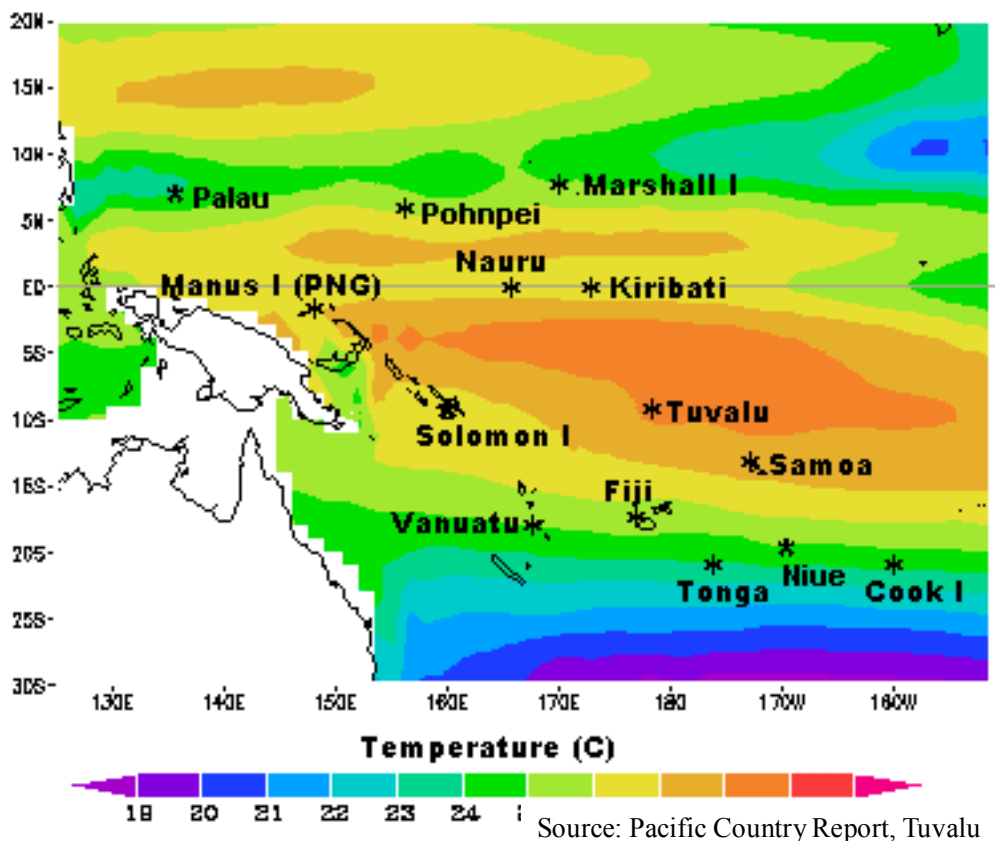 20N
15N
10N
Palau
Marshall I
5N
Pohnpei
Nauru
EQ
Manus I (PNG)
Kiribati
5S
10S
Solomon I
Tuvalu
Samoa
15S
Fiji
Vanuatu
20S
Tonga
Niue
Cook I
25S
30S
130E 140E 150E 160E 170E 180 170W 160W
Temperature (C)
19 20 21 22 23 24
Source: Pacific Country Report, Tuvalu